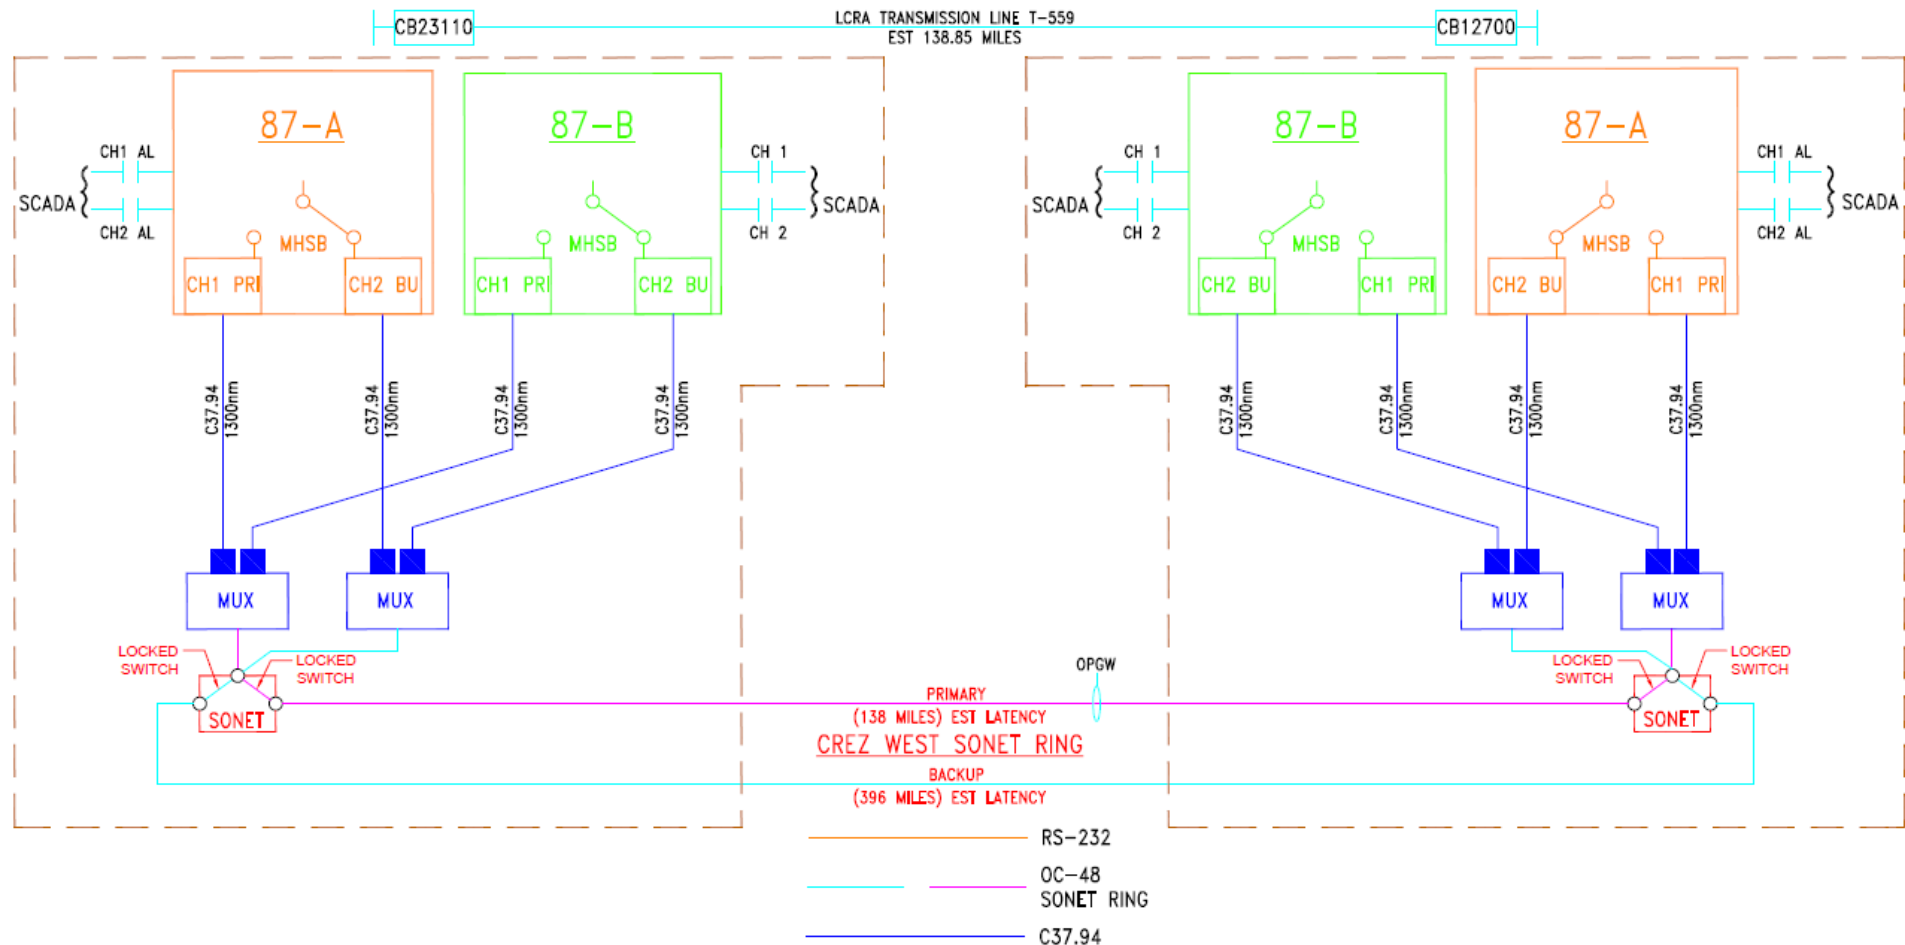 LCRA TRANSMISSION LINE T-559
EST 138.85 MILES
CB23110
CB12700
87-A
87-B
87-B
87-A
CH1 AL
CH2 AL
SCADA
CH 1
CH 2
SCADA
CH 1
CH 2
SCADA
CH1 AL
CH2 AL
SCADA
MHSB
MHSB
MHSB
MHSB
CH1 PRI
CH2 BU
CH1 PRI
CH2 BU
CH2 BU
CH1 PRI
CH2 BU
CH1 PRI
C37.94
1300nm
C37.94
1300nm
C37.94
1300nm
C37.94
1300nm
C37.94
1300nm
C37.94
1300nm
C37.94
1300nm
C37.94
1300nm
MUX
MUX
MUX
MUX
LOCKED
SWITCH
LOCKED
SWITCH
SONET
LOCKED
SWITCH
LOCKED
SWITCH
SONET
OPGW
PRIMARY
(138 MILES) EST LATENCY
CREZ WEST SONET RING
BACKUP
(396 MILES) EST LATENCY
RS-232
OC-48
SONET RING
C37.94